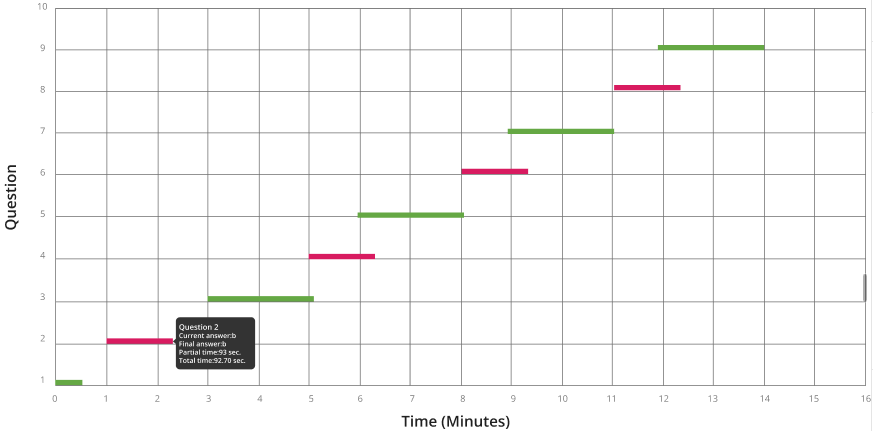 10
9
8
7
6
5
4
3
2
1
Question
Question 2
Current answer:b
Final answer:b
Partial time:93 sec.
Total time:92.70 sec.
0 1 2 3 4 5 6 7 8 9 10 11 12 13 14 15 16
Time (Minutes)